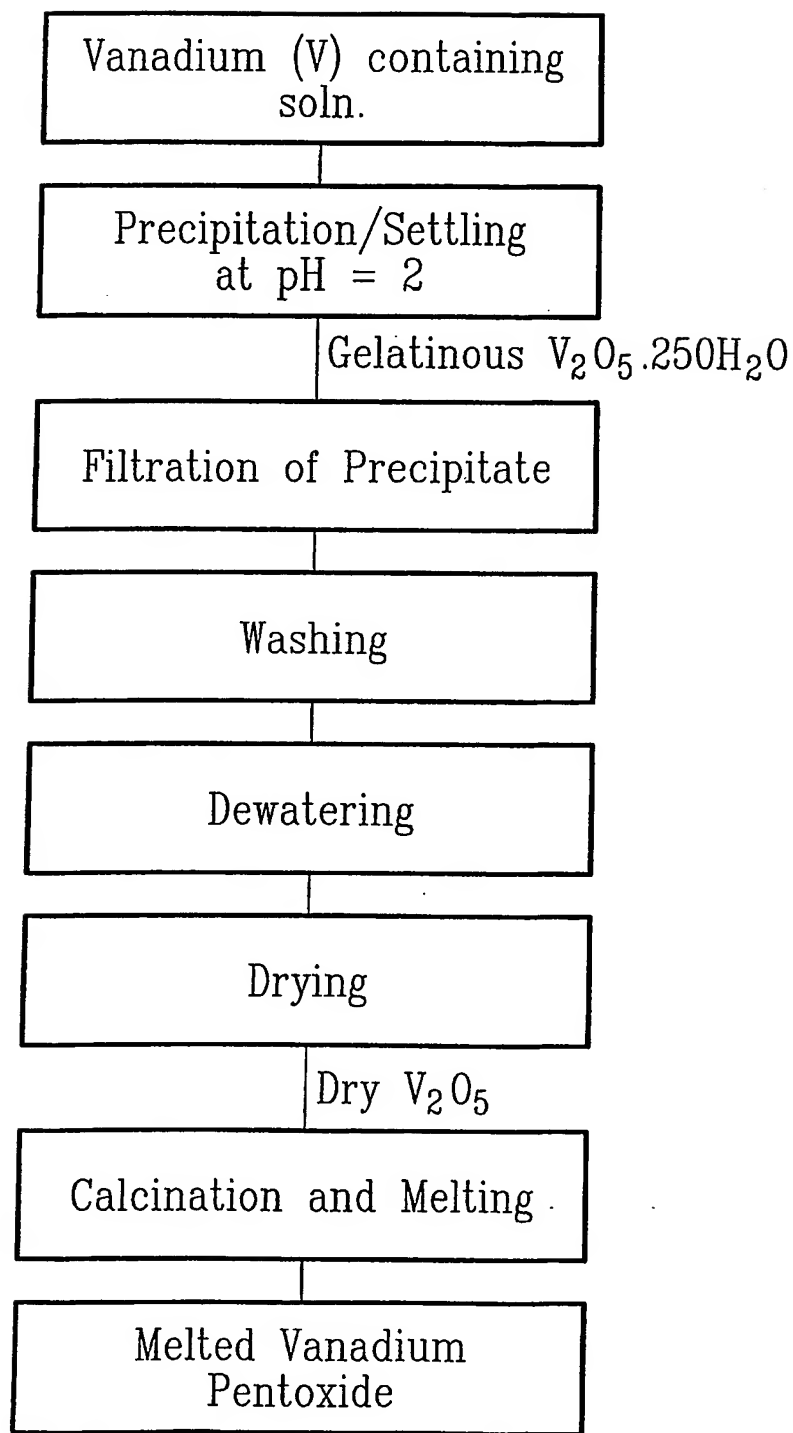 Vanadium (V) containing
soln.
Precipitation/Settling
at pH = 2
Gelatinous V₂O₅.250H₂O
Filtration of Precipitate
Washing
Dewatering
Drying
Dry V₂O₅
Calcination and Melting
Melted Vanadium
Pentoxide